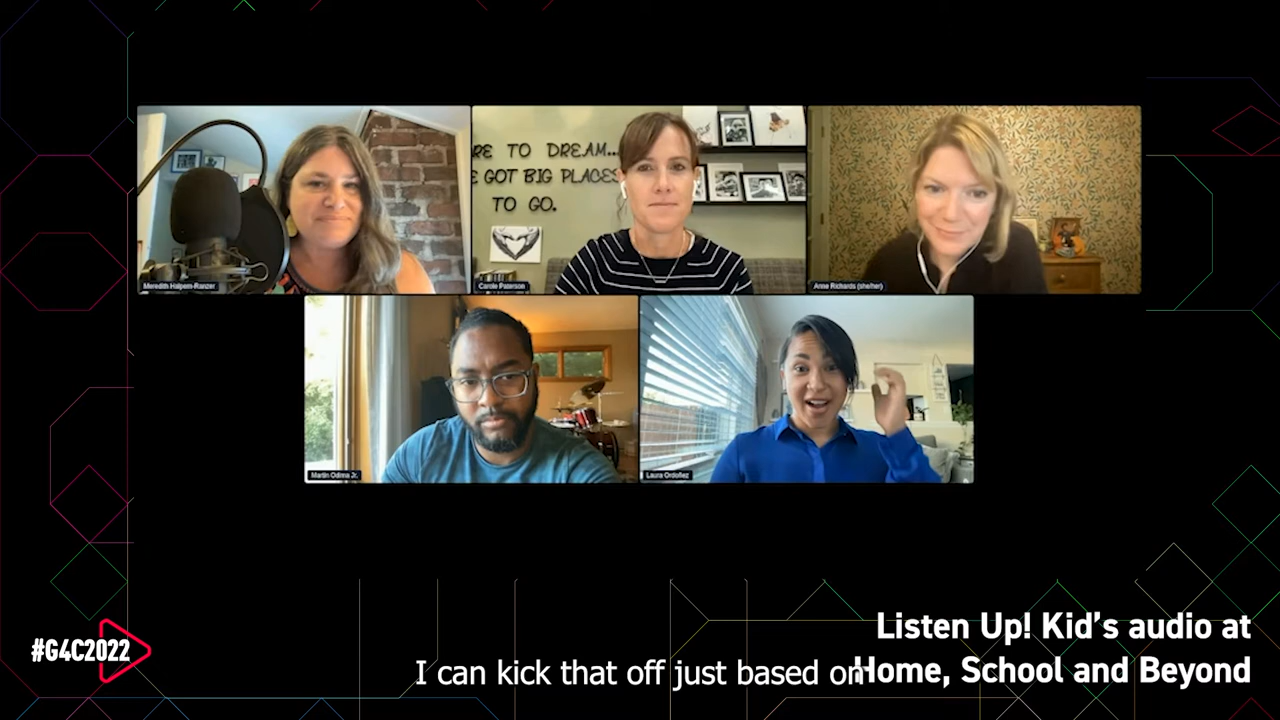 RE TO DREAM...
E GOT BIG PLACES
TO GO.
Meredith Halpern-Ranzer
Carole Paterson
Anne Richards (she/her)
Martin Odima Jr.
Laura Ordoñez
#G4C2022
Listen Up! Kid's audio at
Home, School and Beyond
I can kick that off just based on